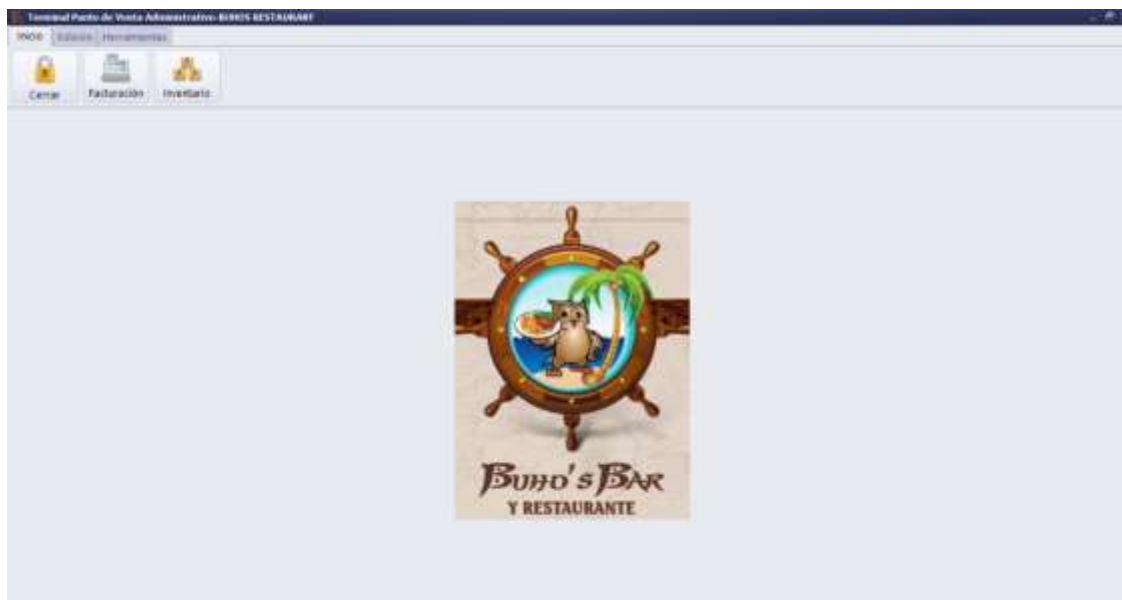 Terminal Punto de Venta Administrativo-BUHOS RESTAURANT
Inicio Edición Herramientas
Cerrar Facturación Inventario
BUHO'S BAR
Y RESTAURANTE